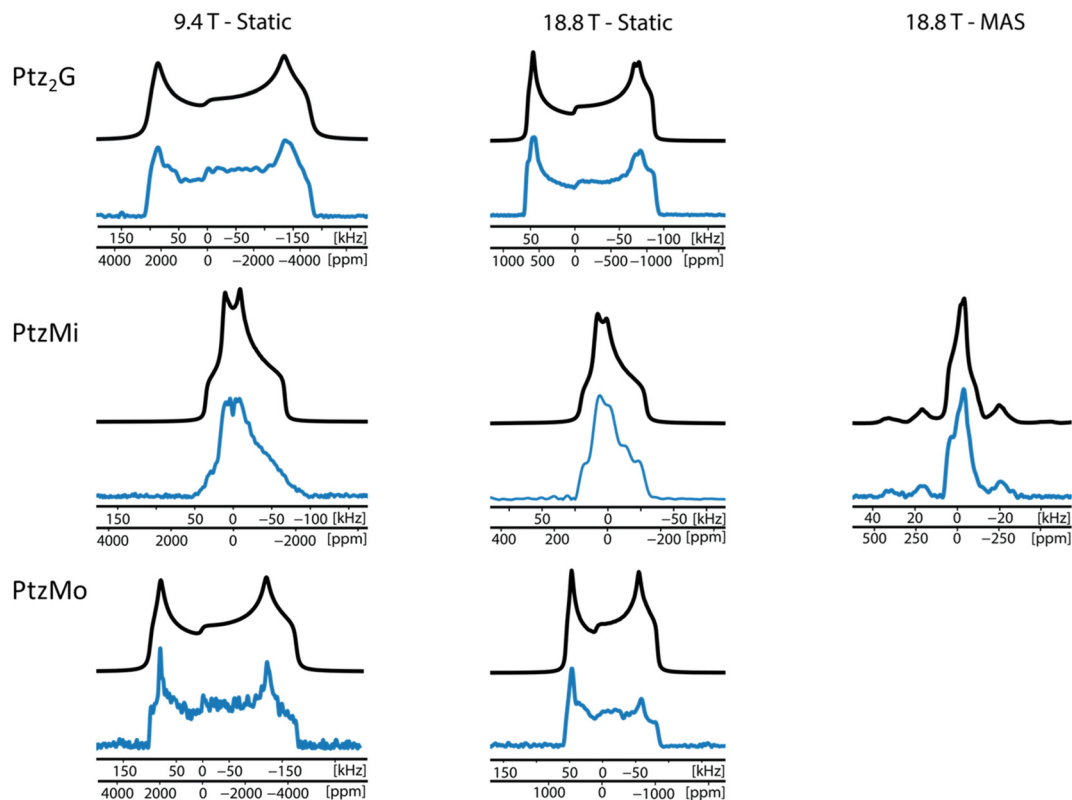 9.4 T - Static 18.8 T - Static 18.8 T - MAS
Ptz₂G
150 50 0 −50 −150 [kHz]
4000 2000 0 −2000 −4000 [ppm]
50 0 −50 −100 [kHz]
1000 500 0 −500 −1000 [ppm]
PtzMi
150 50 0 −50 −100 [kHz]
4000 2000 0 −2000 [ppm]
50 0 −50 [kHz]
400 200 0 −200 [ppm]
40 20 0 −20 [kHz]
500 250 0 −250 [ppm]
PtzMo
150 50 0 −50 −150 [kHz]
4000 2000 0 −2000 −4000 [ppm]
150 100 50 0 −50 [kHz]
1000 0 −1000 [ppm]